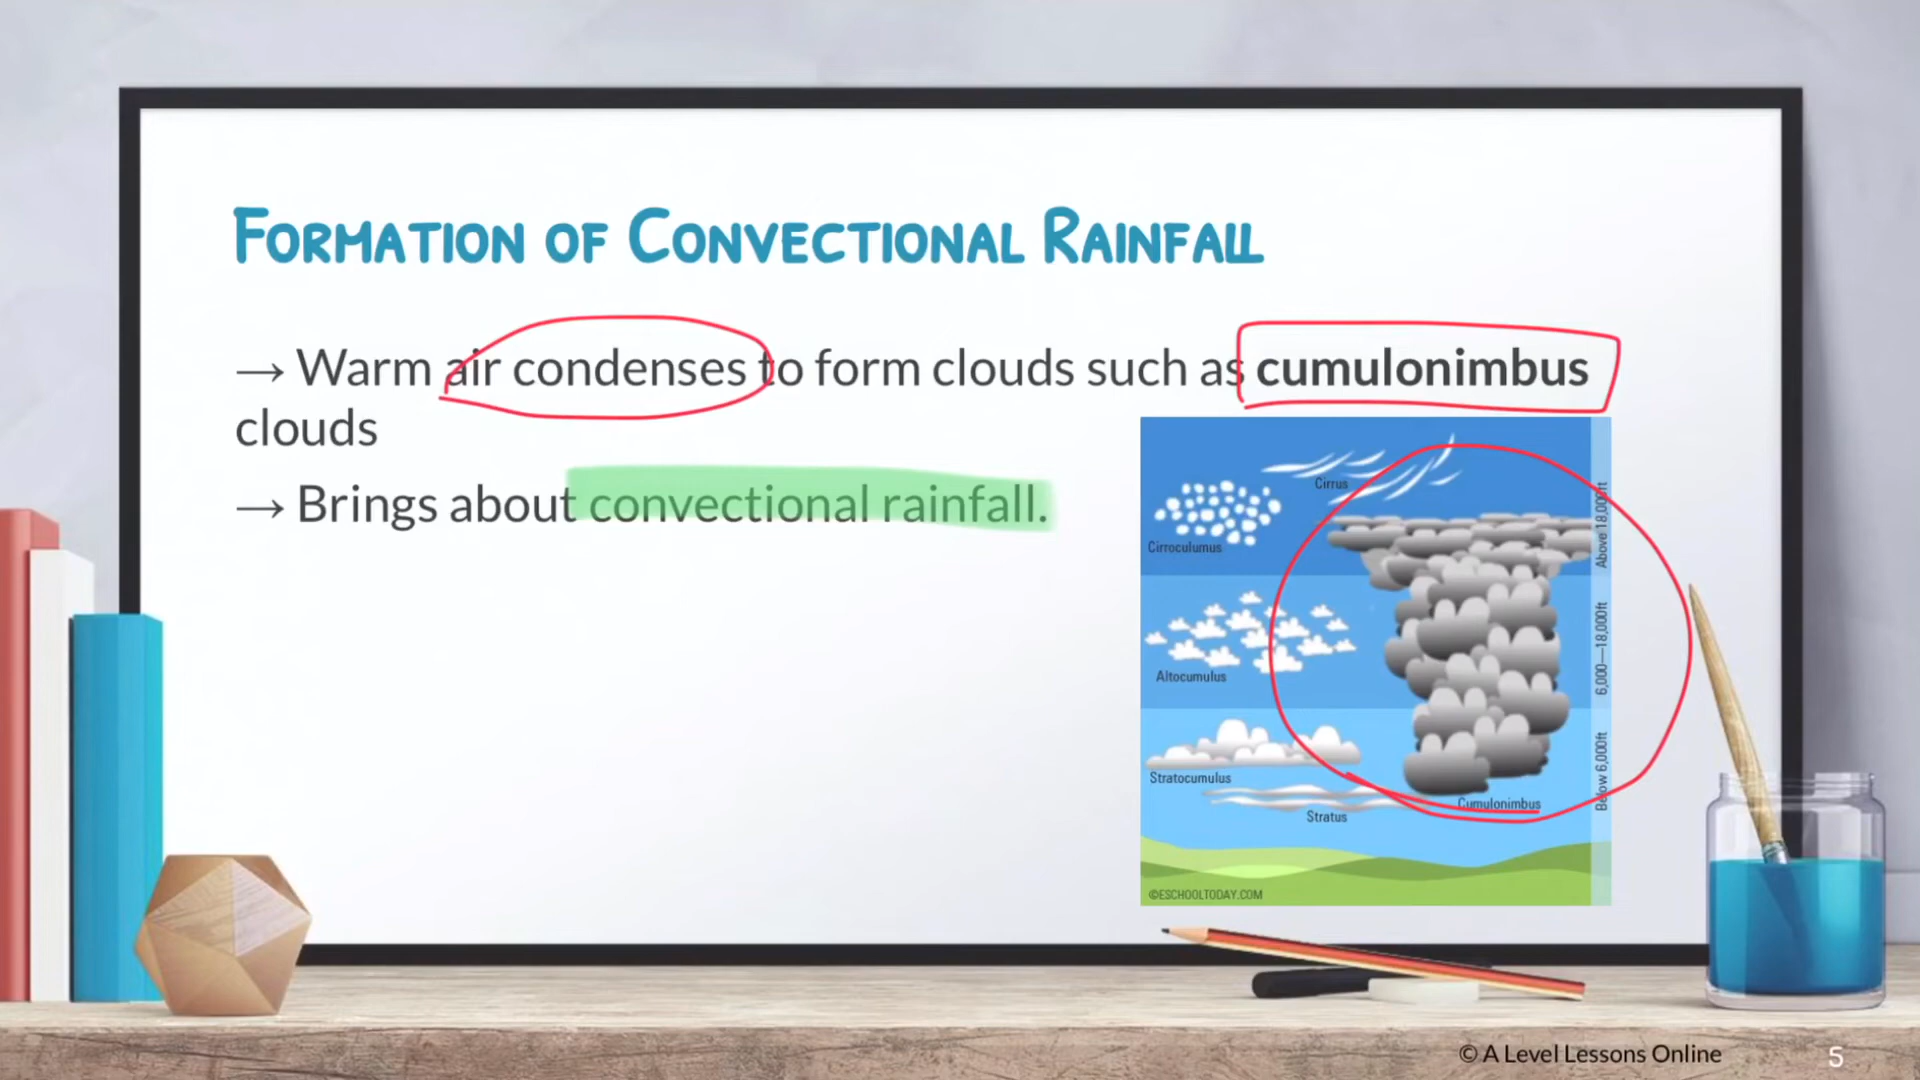 Formation of Convectional Rainfall
→ Warm air condenses to form clouds such as cumulonimbus
clouds
→ Brings about convectional rainfall.
Cirrus
Cirroculumus
Altocumulus
Stratocumulus
Stratus
Cumulonimbus
Above 18,000ft
6,000—18,000ft
Below 6,000ft
©ESCHOOLTODAY.COM
© A Level Lessons Online
5